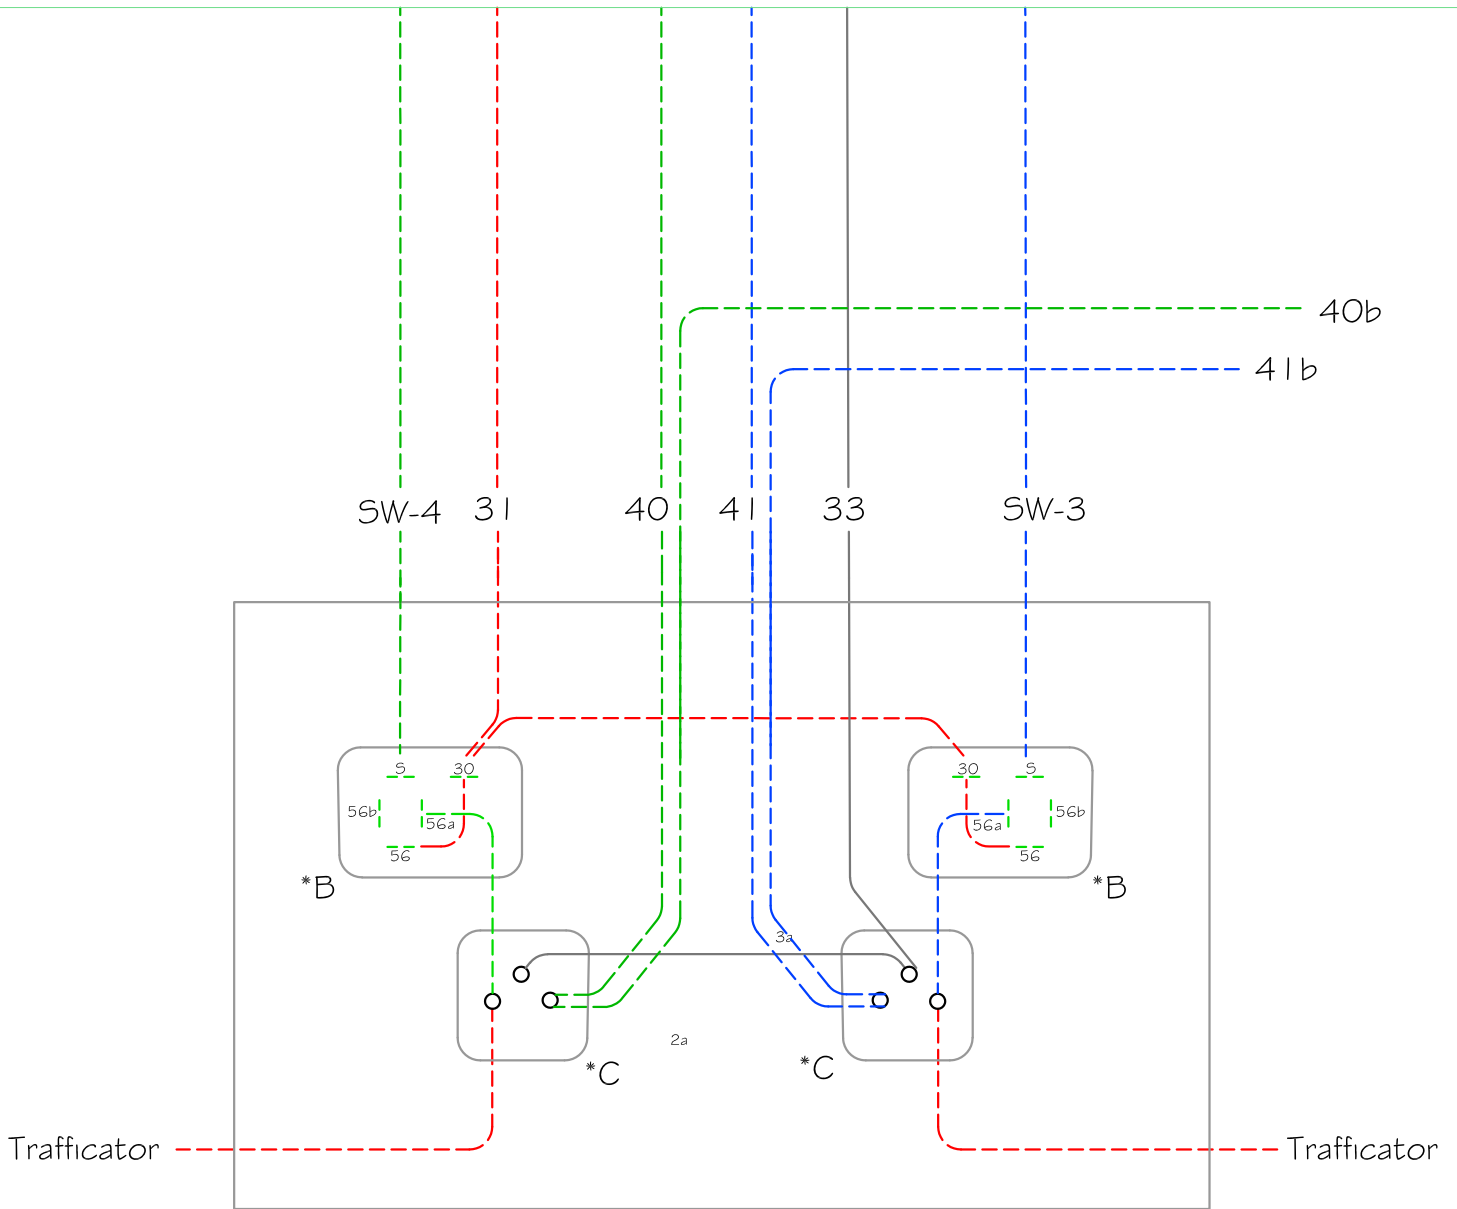 40b
41b
SW-4 31 40 41 33 SW-3
S 30 30 S
56b 56a 56a 56b
56 56
*B *B
3a
2a
*C *C
Trafficator Trafficator